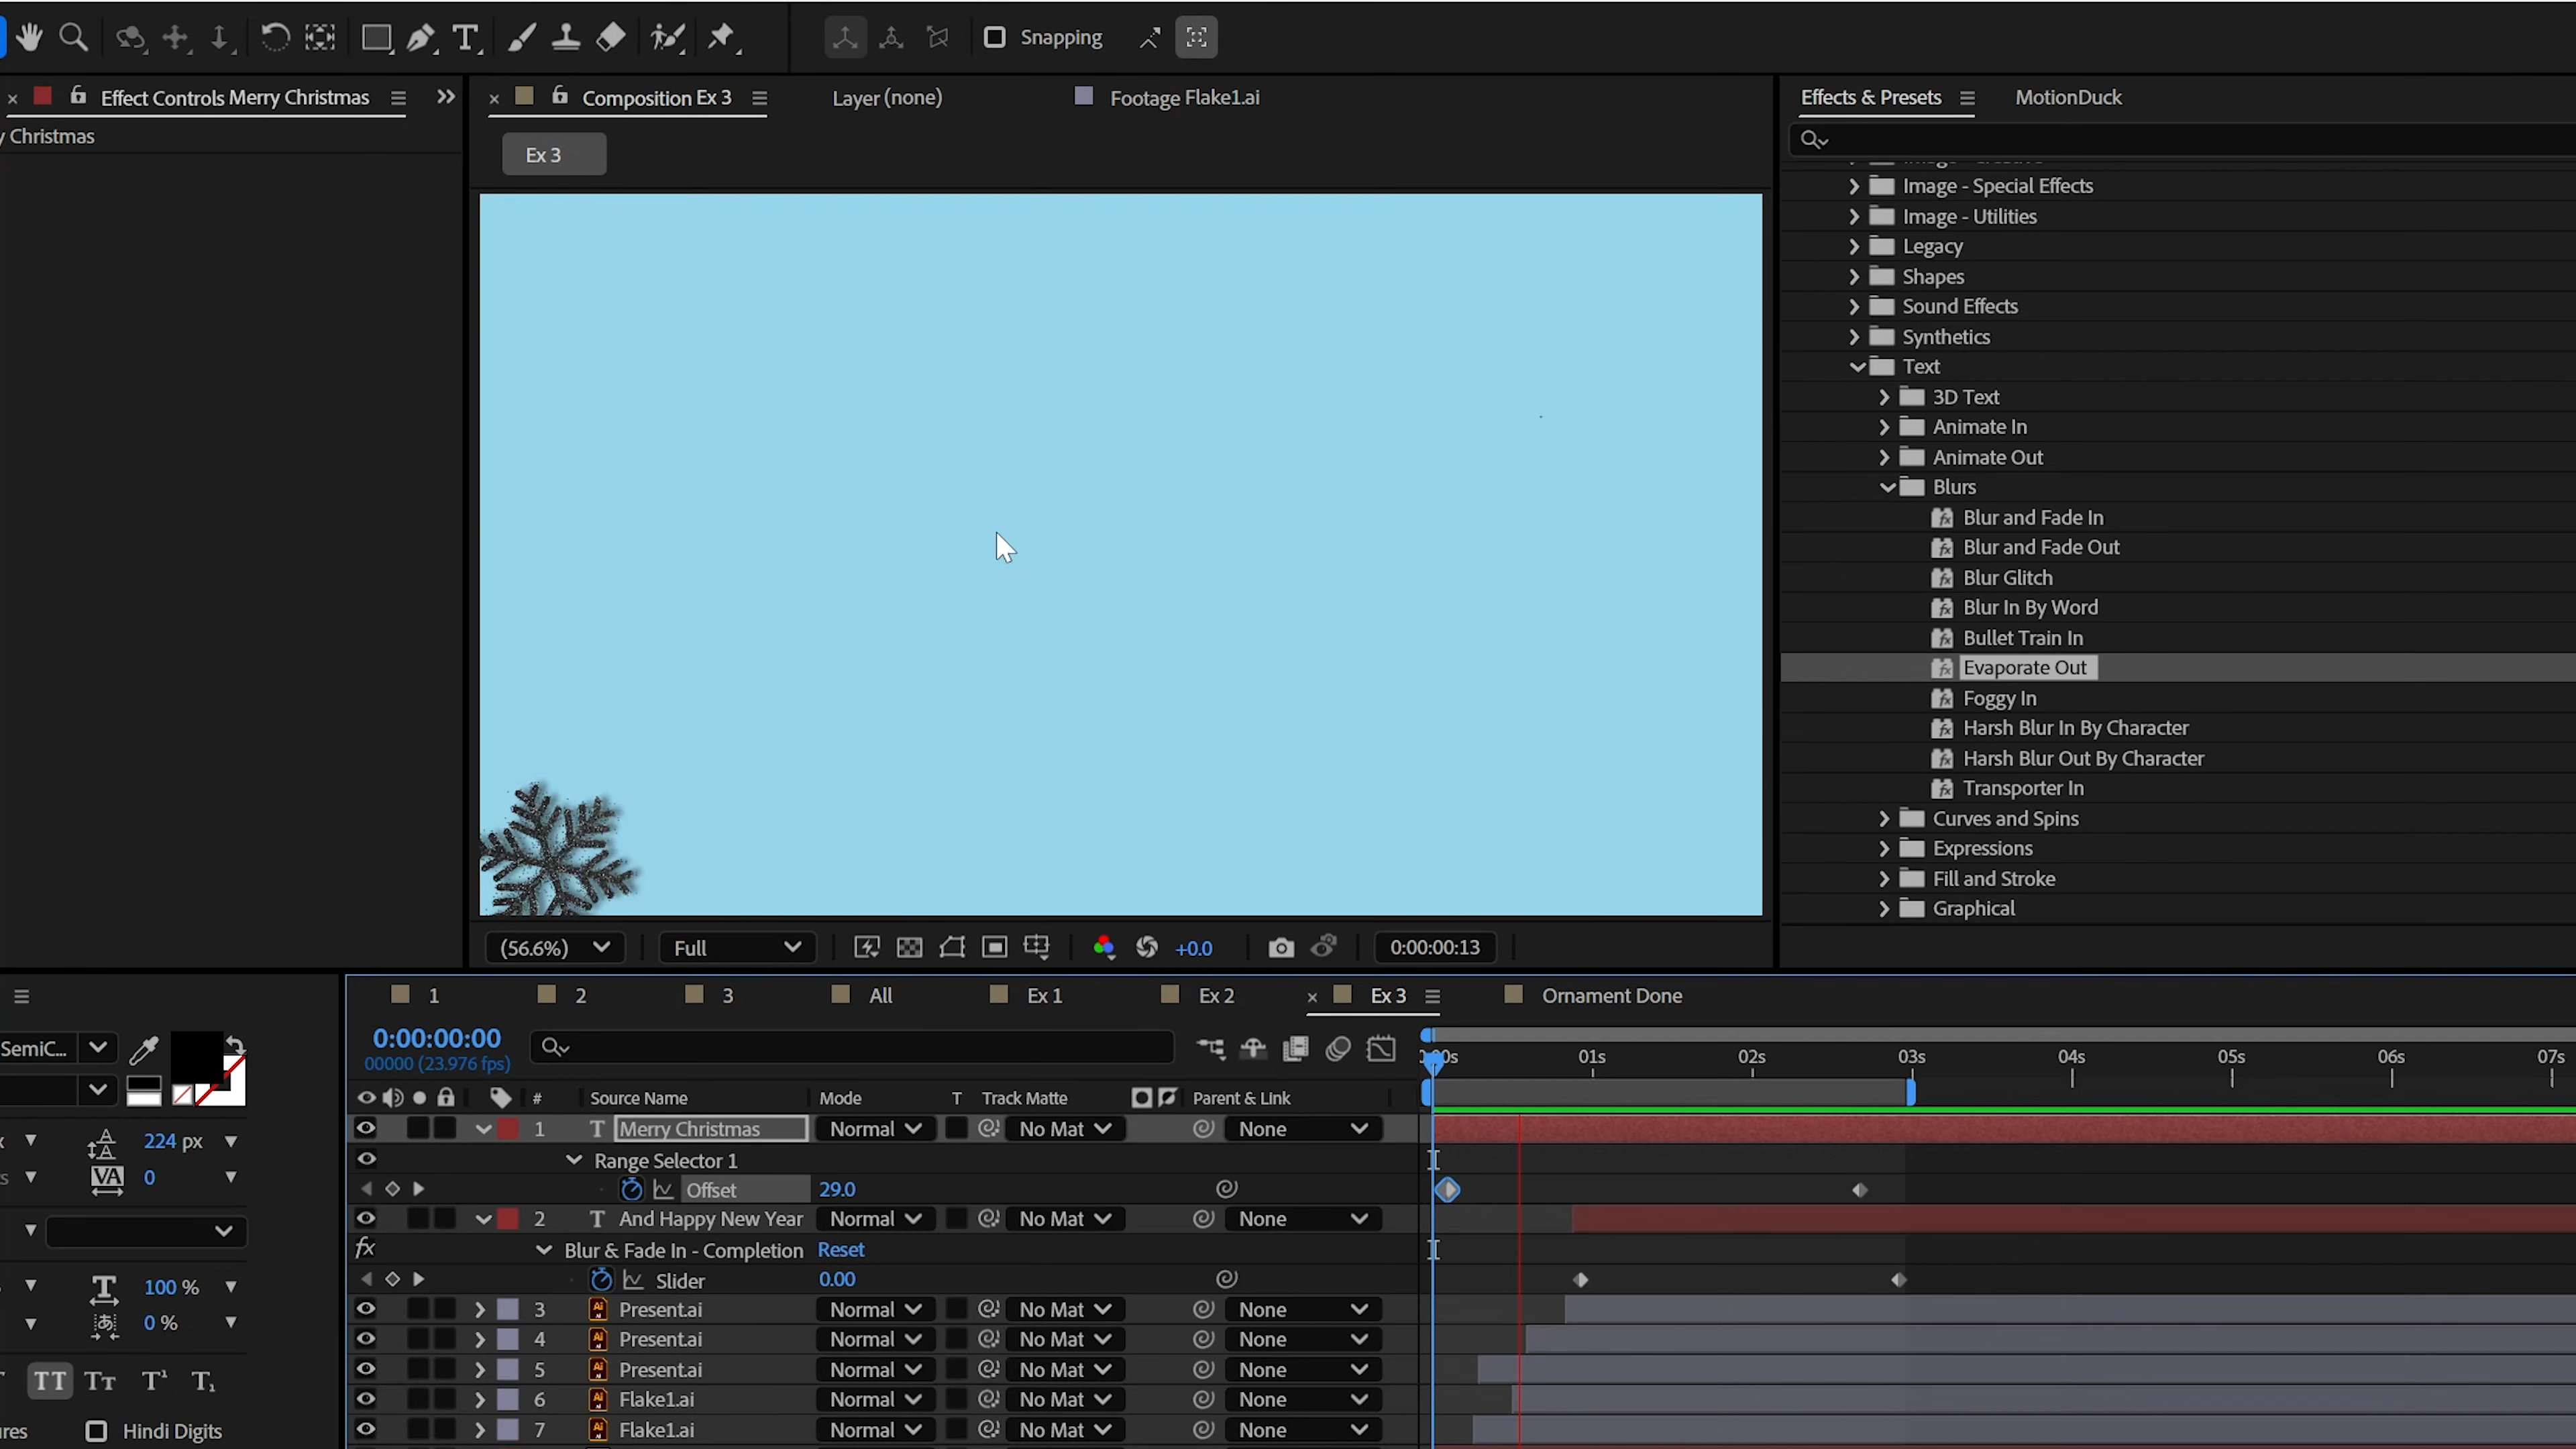 Snapping
Effect Controls Merry Christmas
Composition Ex 3
Layer (none)
Footage Flake1.ai
Effects & Presets
MotionDuck
y Christmas
Ex 3
Image - Special Effects
Image - Utilities
Legacy
Shapes
Sound Effects
Synthetics
Text
3D Text
Animate In
Animate Out
Blurs
Blur and Fade In
Blur and Fade Out
Blur Glitch
Blur In By Word
Bullet Train In
Evaporate Out
Foggy In
Harsh Blur In By Character
Harsh Blur Out By Character
Transporter In
Curves and Spins
Expressions
Fill and Stroke
Graphical
(56.6%) Full +0.0 0:00:00:13
1 2 3 All Ex 1 Ex 2 Ex 3 Ornament Done
SemiC...
224 px
0
100 %
0 %
TT Tт T¹ T₁
Hindi Digits
0:00:00:00
00000 (23.976 fps)
01s 02s 03s 04s 05s 06s 07s
# Source Name Mode T Track Matte Parent & Link
1 T Merry Christmas Normal No Mat None
Range Selector 1
Offset 29.0
2 T And Happy New Year Normal No Mat None
fx Blur & Fade In - Completion Reset
Slider 0.00
3 Present.ai Normal No Mat None
4 Present.ai Normal No Mat None
5 Present.ai Normal No Mat None
6 Flake1.ai Normal No Mat None
7 Flake1.ai Normal No Mat None